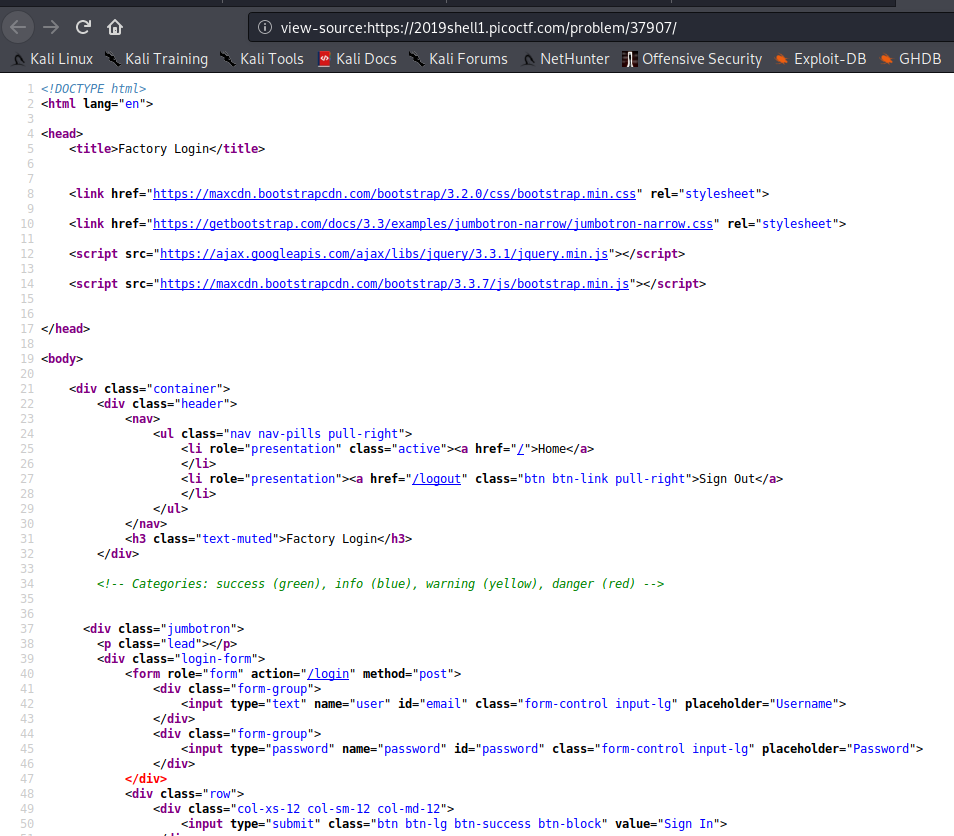 view-source:https://2019shell1.picoctf.com/problem/37907/
Kali Linux Kali Training Kali Tools Kali Docs Kali Forums NetHunter Offensive Security Exploit-DB GHDB
1 <!DOCTYPE html>
2 <html lang="en">
3
4 <head>
5 <title>Factory Login</title>
6
7
8 <link href="https://maxcdn.bootstrapcdn.com/bootstrap/3.2.0/css/bootstrap.min.css" rel="stylesheet">
9
10 <link href="https://getbootstrap.com/docs/3.3/examples/jumbotron-narrow/jumbotron-narrow.css" rel="stylesheet">
11
12 <script src="https://ajax.googleapis.com/ajax/libs/jquery/3.3.1/jquery.min.js"></script>
13
14 <script src="https://maxcdn.bootstrapcdn.com/bootstrap/3.3.7/js/bootstrap.min.js"></script>
15
16
17 </head>
18
19 <body>
20
21 <div class="container">
22 <div class="header">
23 <nav>
24 <ul class="nav nav-pills pull-right">
25 <li role="presentation" class="active"><a href="/">Home</a>
26 </li>
27 <li role="presentation"><a href="/logout" class="btn btn-link pull-right">Sign Out</a>
28 </li>
29 </ul>
30 </nav>
31 <h3 class="text-muted">Factory Login</h3>
32 </div>
33
34 <!-- Categories: success (green), info (blue), warning (yellow), danger (red) -->
35
36
37 <div class="jumbotron">
38 <p class="lead"></p>
39 <div class="login-form">
40 <form role="form" action="/login" method="post">
41 <div class="form-group">
42 <input type="text" name="user" id="email" class="form-control input-lg" placeholder="Username">
43 </div>
44 <div class="form-group">
45 <input type="password" name="password" id="password" class="form-control input-lg" placeholder="Password">
46 </div>
47 </div>
48 <div class="row">
49 <div class="col-xs-12 col-sm-12 col-md-12">
50 <input type="submit" class="btn btn-lg btn-success btn-block" value="Sign In">